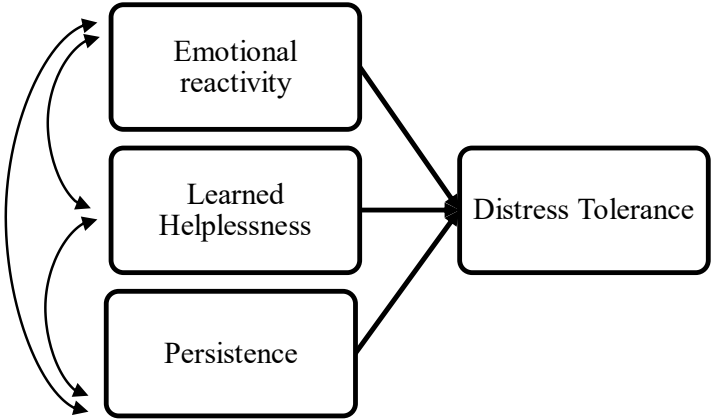 Emotional
reactivity
Learned
Helplessness
Distress Tolerance
Persistence